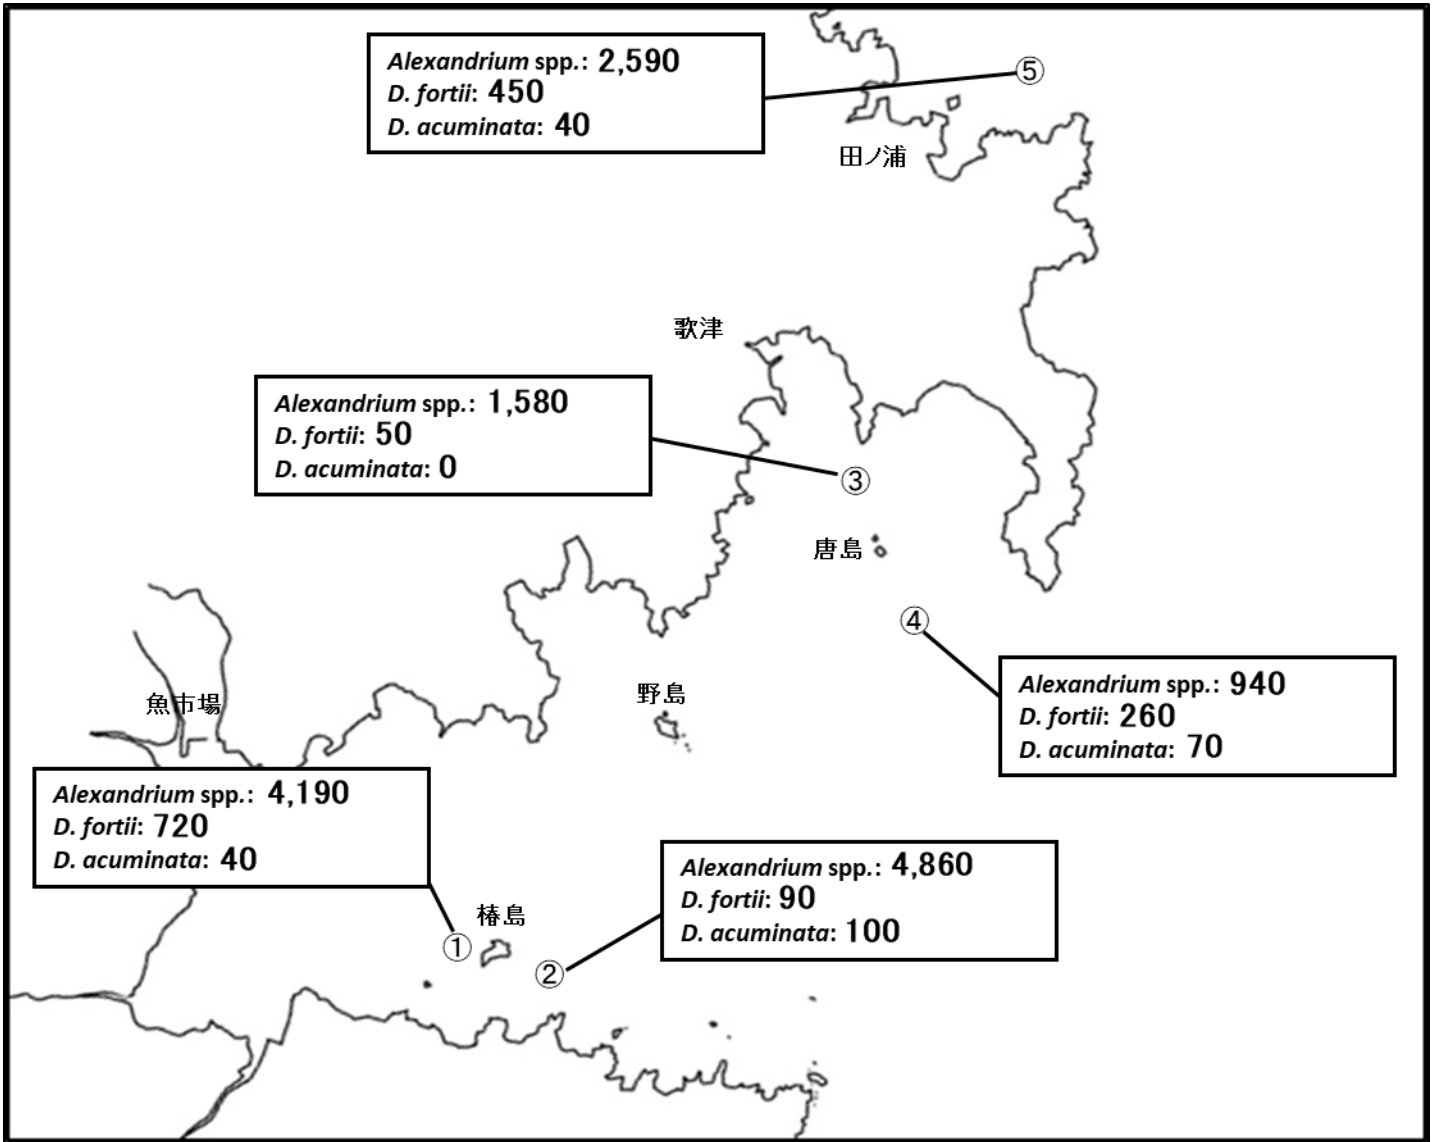 Alexandrium spp.: 2,590
D. fortii: 450
D. acuminata: 40
⑤
田ノ浦
歌津
Alexandrium spp.: 1,580
D. fortii: 50
D. acuminata: 0
③
唐島
④
Alexandrium spp.: 940
D. fortii: 260
D. acuminata: 70
魚市場
野島
Alexandrium spp.: 4,190
D. fortii: 720
D. acuminata: 40
Alexandrium spp.: 4,860
D. fortii: 90
D. acuminata: 100
椿島
①
②